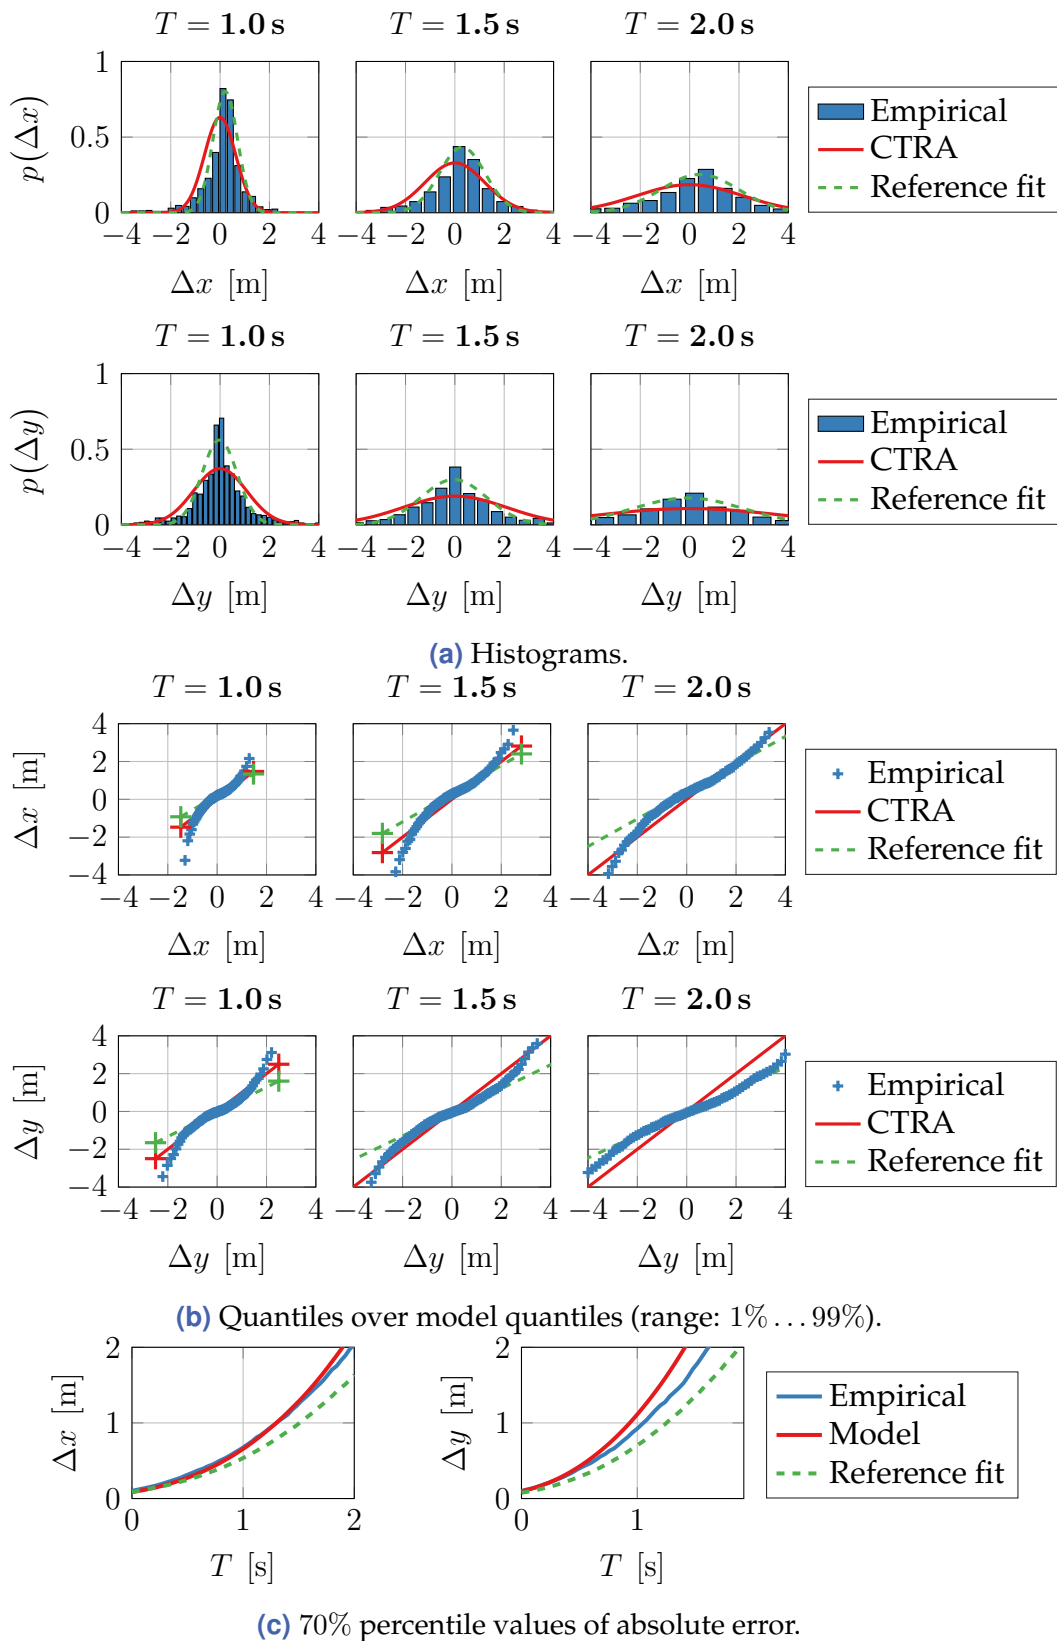 T = 1.0 s T = 1.5 s T = 2.0 s
p(Δx)
1
0.5
0
−4 −2 0 2 4 −4 −2 0 2 4 −4 −2 0 2 4
Δx [m] Δx [m] Δx [m]
Empirical
CTRA
Reference fit
T = 1.0 s T = 1.5 s T = 2.0 s
p(Δy)
1
0.5
0
−4 −2 0 2 4 −4 −2 0 2 4 −4 −2 0 2 4
Δy [m] Δy [m] Δy [m]
Empirical
CTRA
Reference fit
(a) Histograms.
T = 1.0 s T = 1.5 s T = 2.0 s
Δx [m]
4
2
0
−2
−4
−4 −2 0 2 4 −4 −2 0 2 4 −4 −2 0 2 4
Δx [m] Δx [m] Δx [m]
Empirical
CTRA
Reference fit
T = 1.0 s T = 1.5 s T = 2.0 s
Δy [m]
4
2
0
−2
−4
−4 −2 0 2 4 −4 −2 0 2 4 −4 −2 0 2 4
Δy [m] Δy [m] Δy [m]
Empirical
CTRA
Reference fit
(b) Quantiles over model quantiles (range: 1% . . . 99%).
Δx [m]
2
1
0
0 1 2
T [s]
Δy [m]
2
1
0
0 1
T [s]
Empirical
Model
Reference fit
(c) 70% percentile values of absolute error.